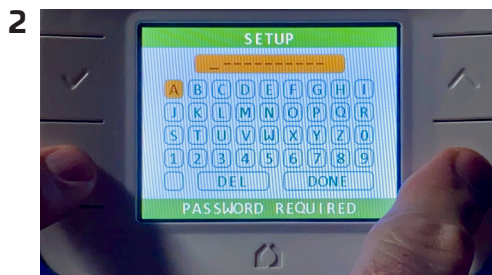 2
SETUP
_ - - - - - - - - -
A B C D E F G H I
J K L M N O P Q R
S T U V W X Y Z 0
1 2 3 4 5 6 7 8 9
DEL DONE
PASSWORD REQUIRED